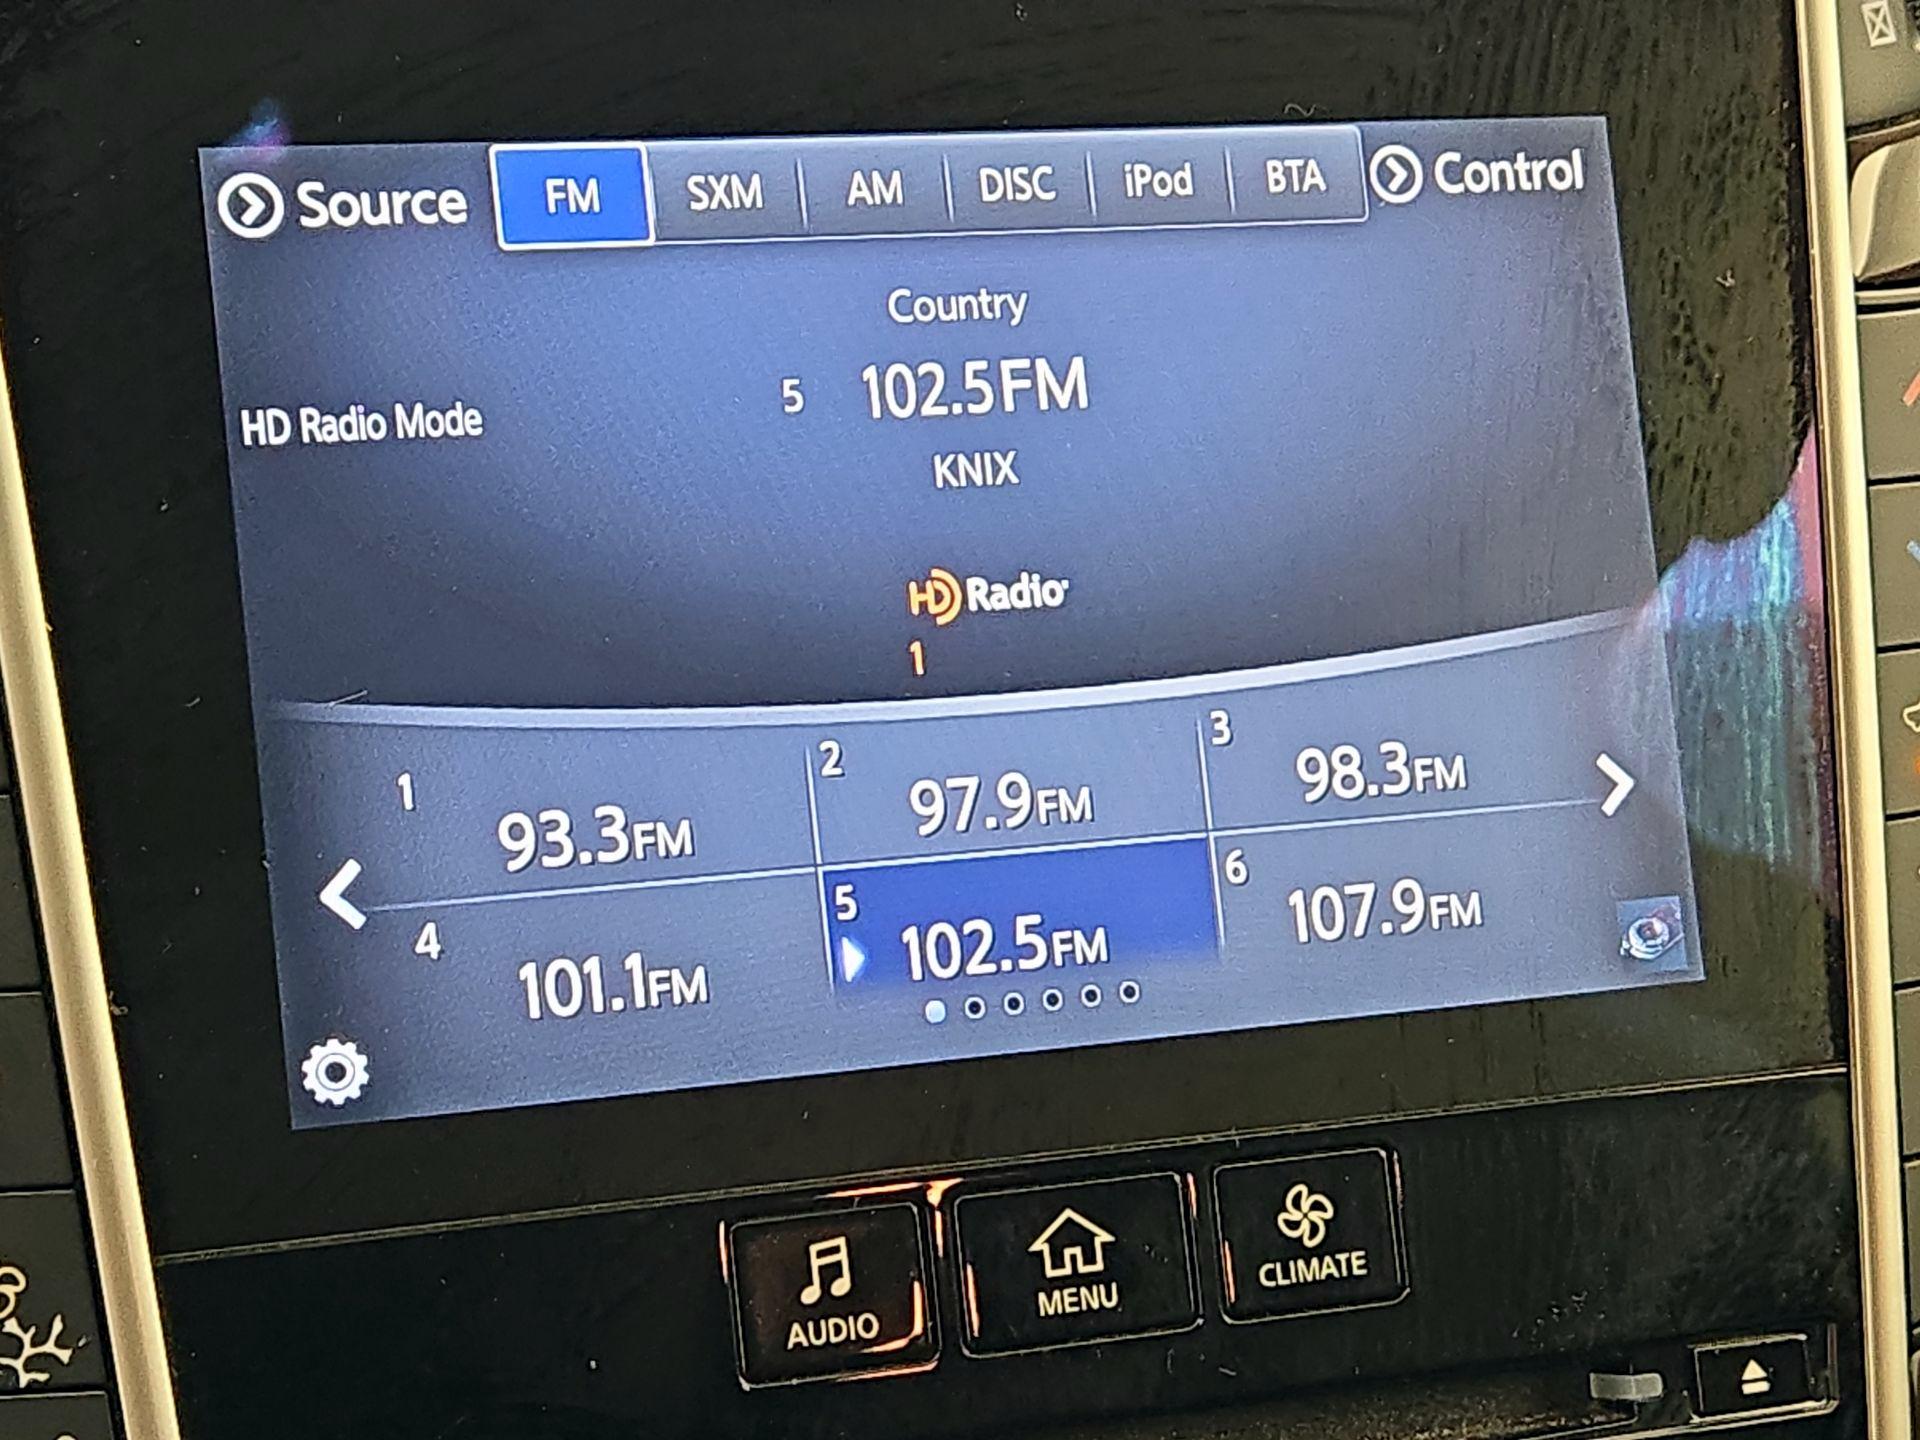 Source FM SXM AM DISC iPod BTA Control
Country
5 102.5FM
HD Radio Mode
KNIX
HD Radio
1
1 93.3FM 2 97.9FM 3 98.3FM
4 101.1FM 5 102.5FM 6 107.9FM
AUDIO MENU CLIMATE